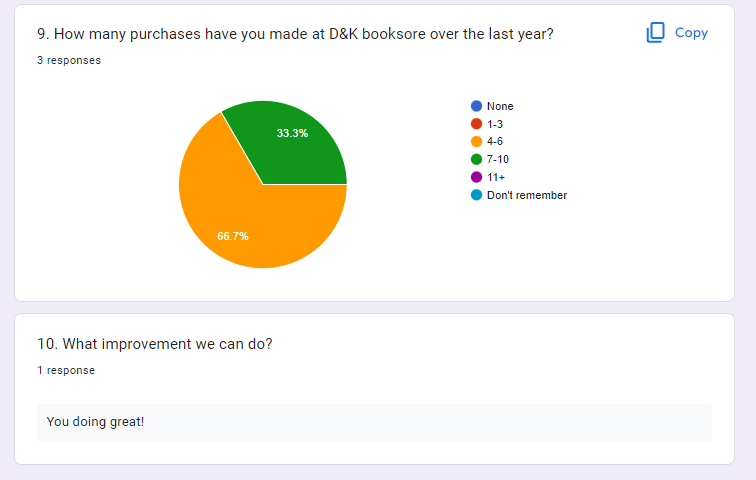 9. How many purchases have you made at D&K booksore over the last year?
Copy
3 responses
33.3%
66.7%
None
1-3
4-6
7-10
11+
Don't remember
10. What improvement we can do?
1 response
You doing great!